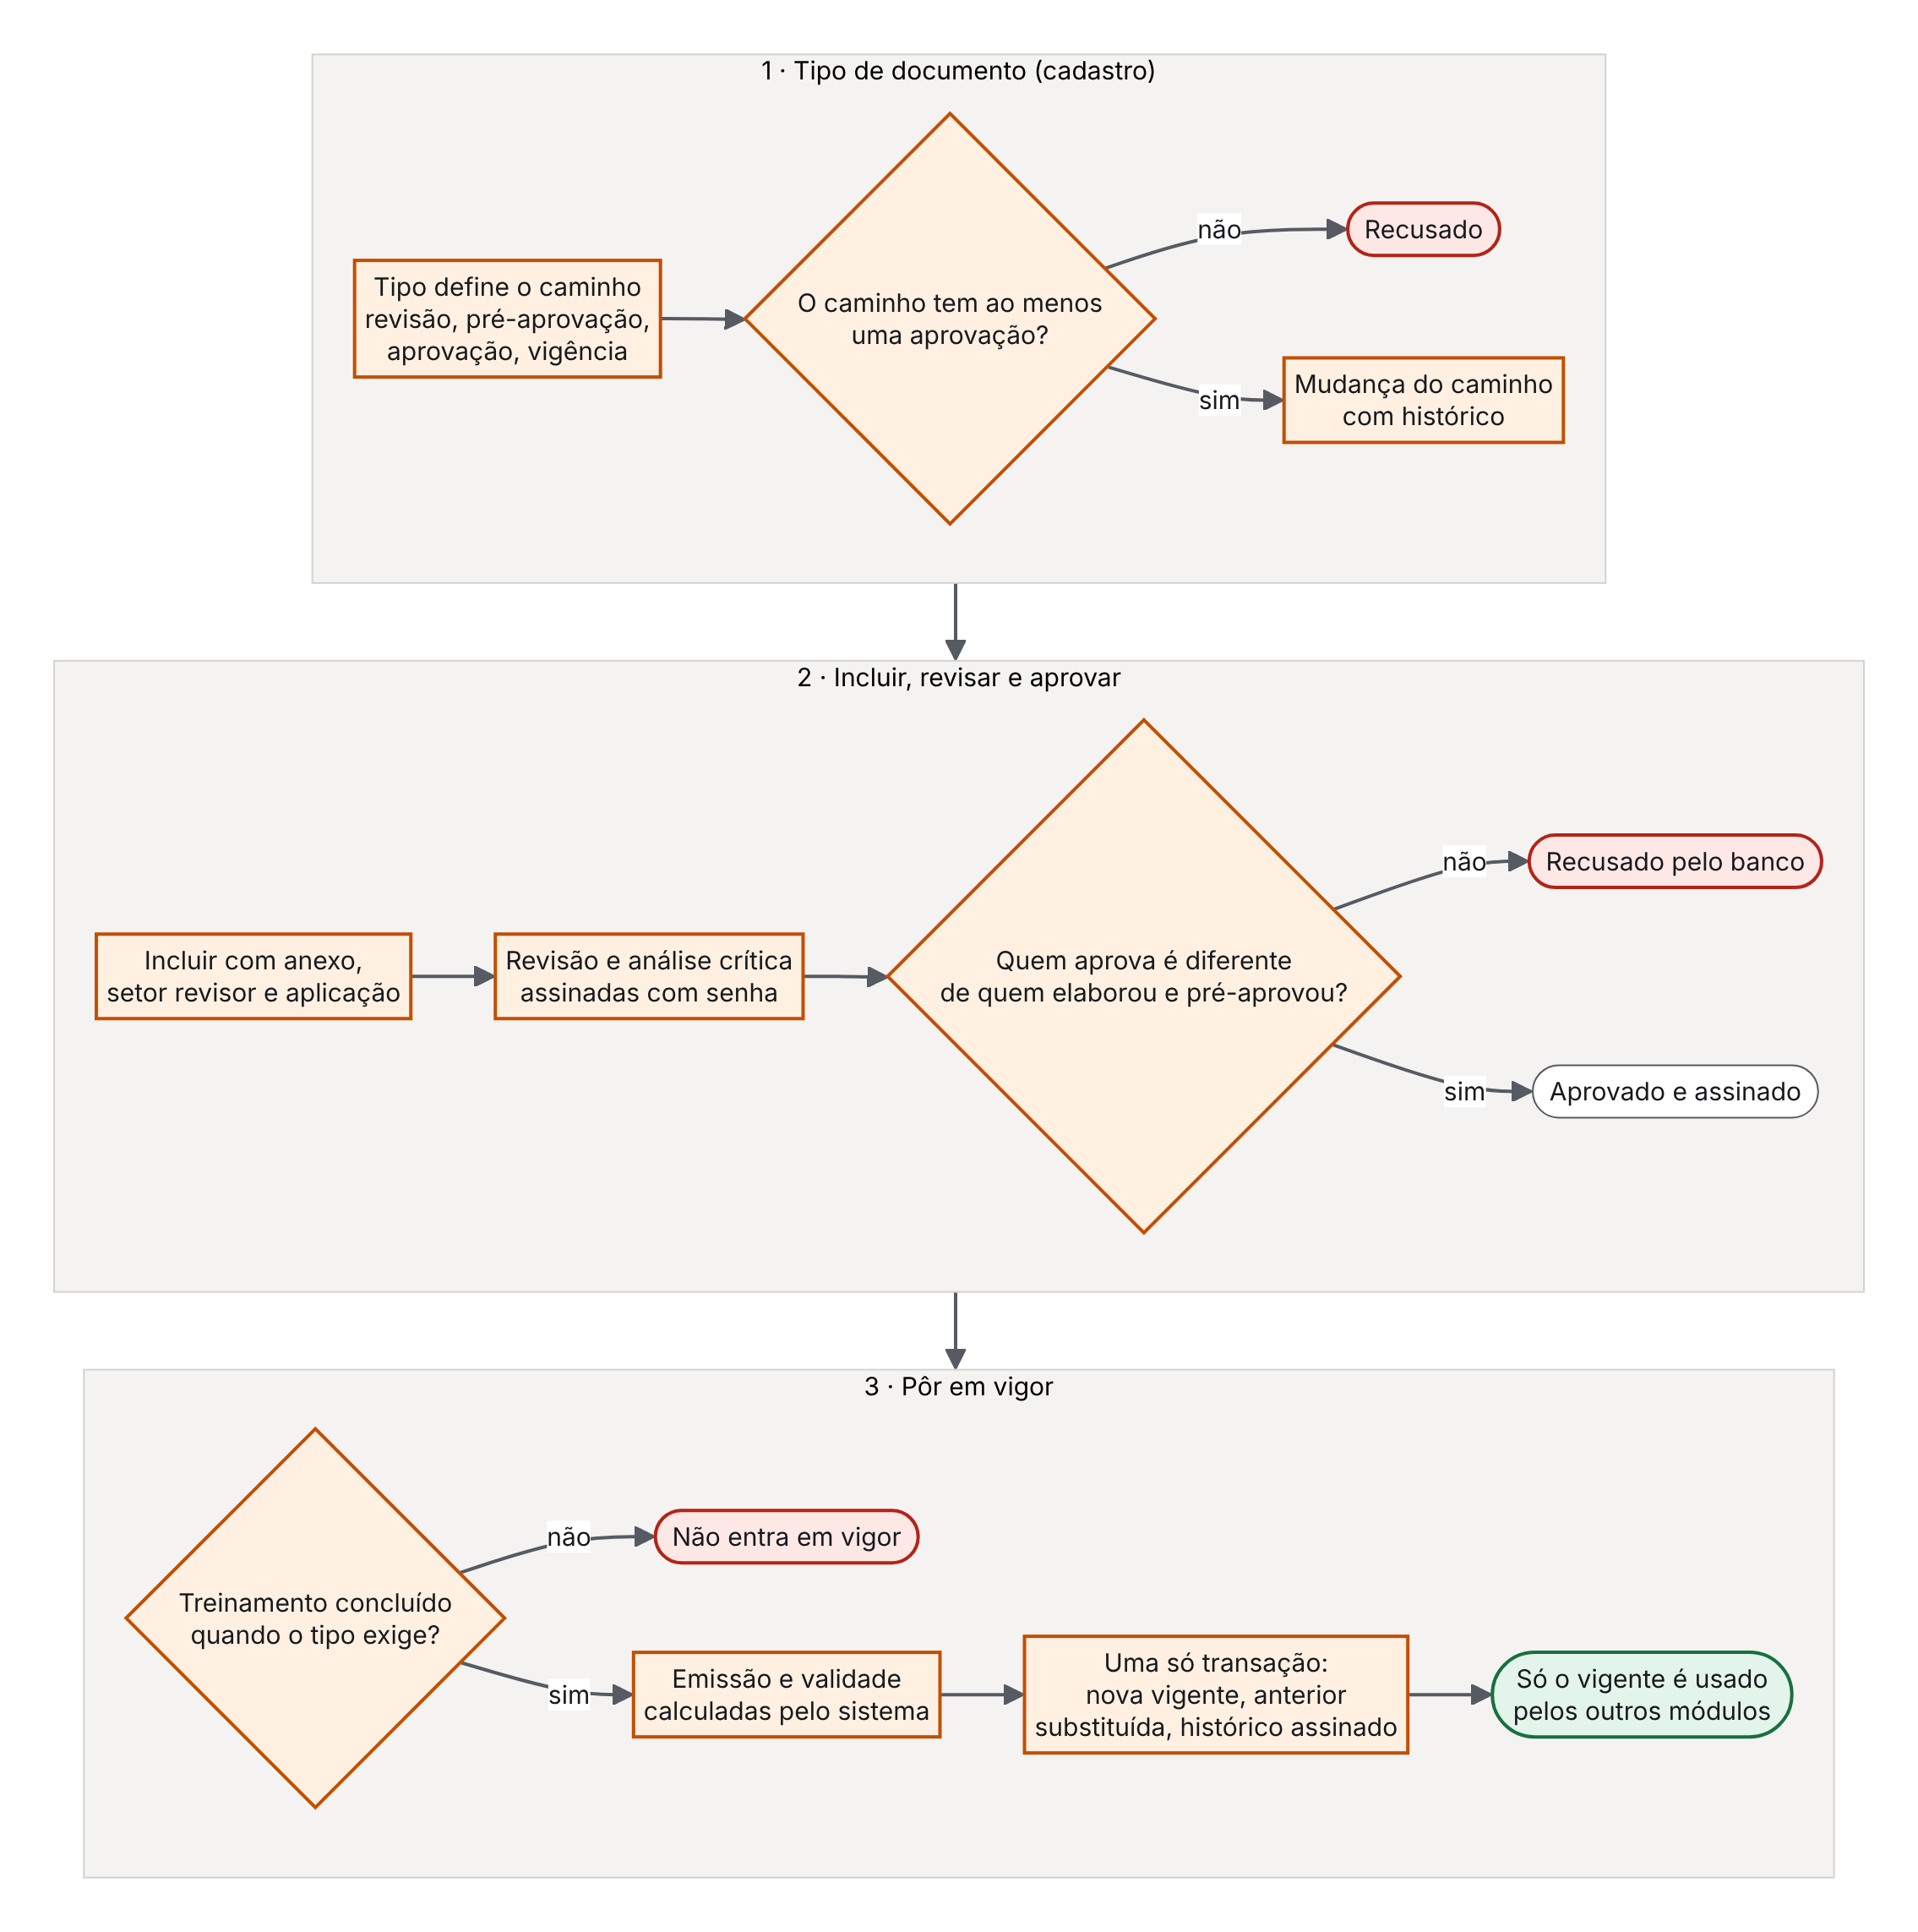 1 · Tipo de documento (cadastro)
Tipo define o caminho
revisão, pré-aprovação,
aprovação, vigência
O caminho tem ao menos
uma aprovação?
não
Recusado
sim
Mudança do caminho
com histórico
2 · Incluir, revisar e aprovar
Incluir com anexo,
setor revisor e aplicação
Revisão e análise crítica
assinadas com senha
Quem aprova é diferente
de quem elaborou e pré-aprovou?
não
Recusado pelo banco
sim
Aprovado e assinado
3 · Pôr em vigor
Treinamento concluído
quando o tipo exige?
não
Não entra em vigor
sim
Emissão e validade
calculadas pelo sistema
Uma só transação:
nova vigente, anterior
substituída, histórico assinado
Só o vigente é usado
pelos outros módulos